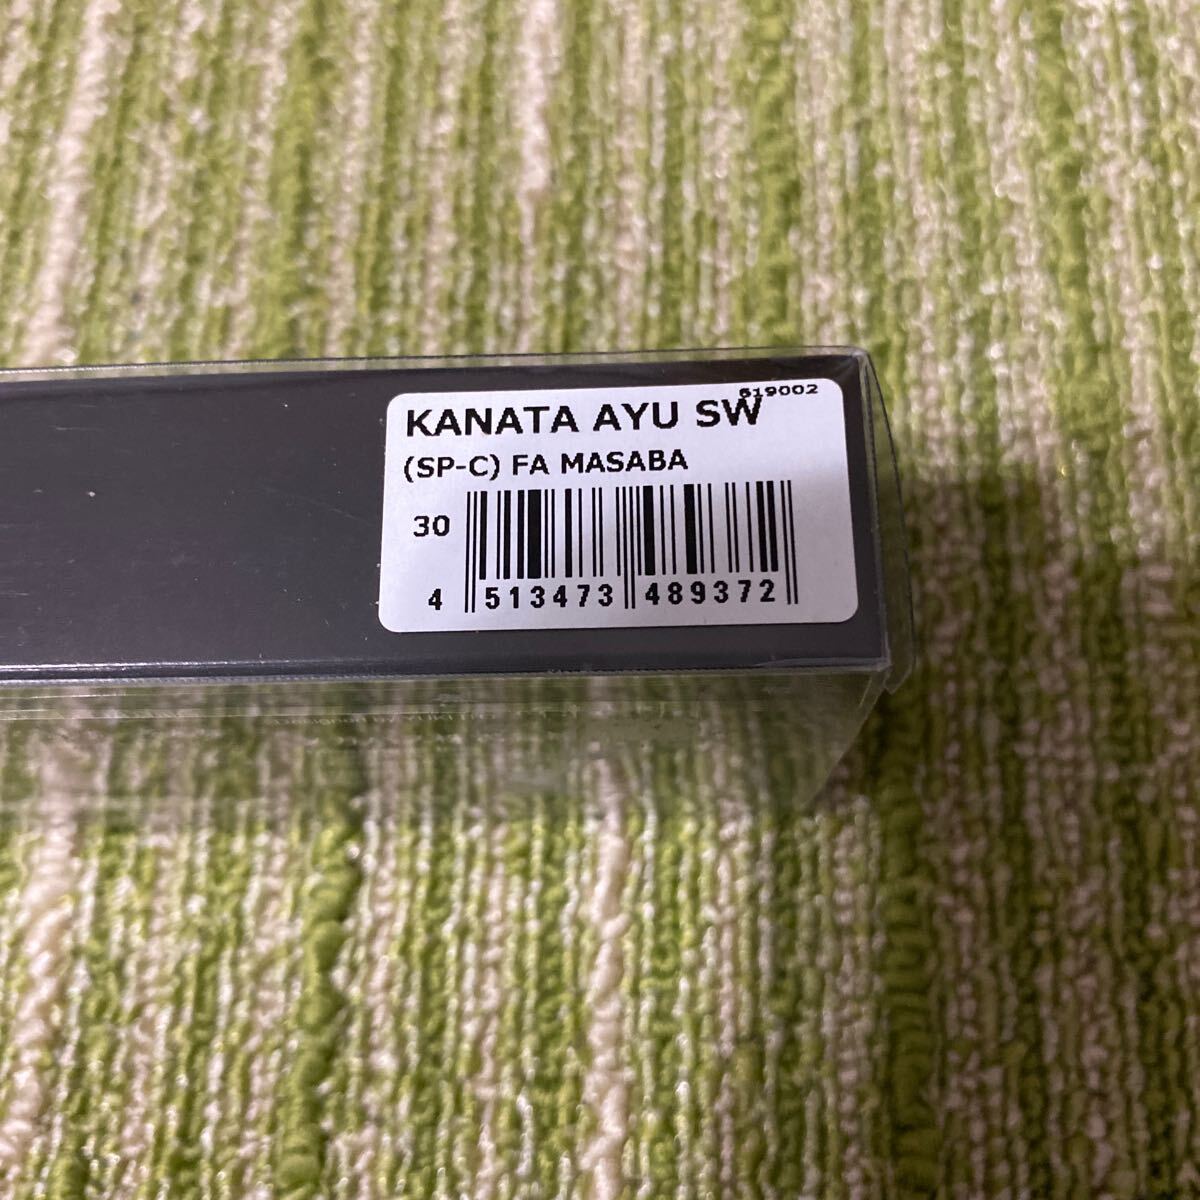 619002
KANATA AYU SW
(SP-C) FA MASABA
30
4 513473 489372